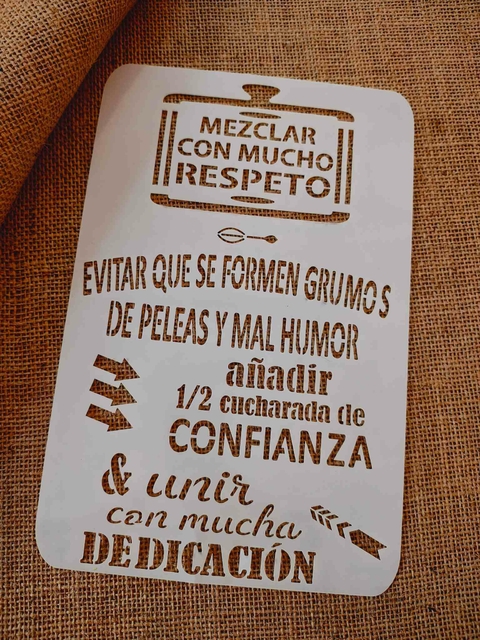 MEZCLAR
CON MUCHO
RESPETO
EVITAR QUE SE FORMEN GRUMOS
DE PELEAS Y MAL HUMOR
añadir
1/2 cucharada de
CONFIANZA
& unir
con mucha
DEDICACIÓN